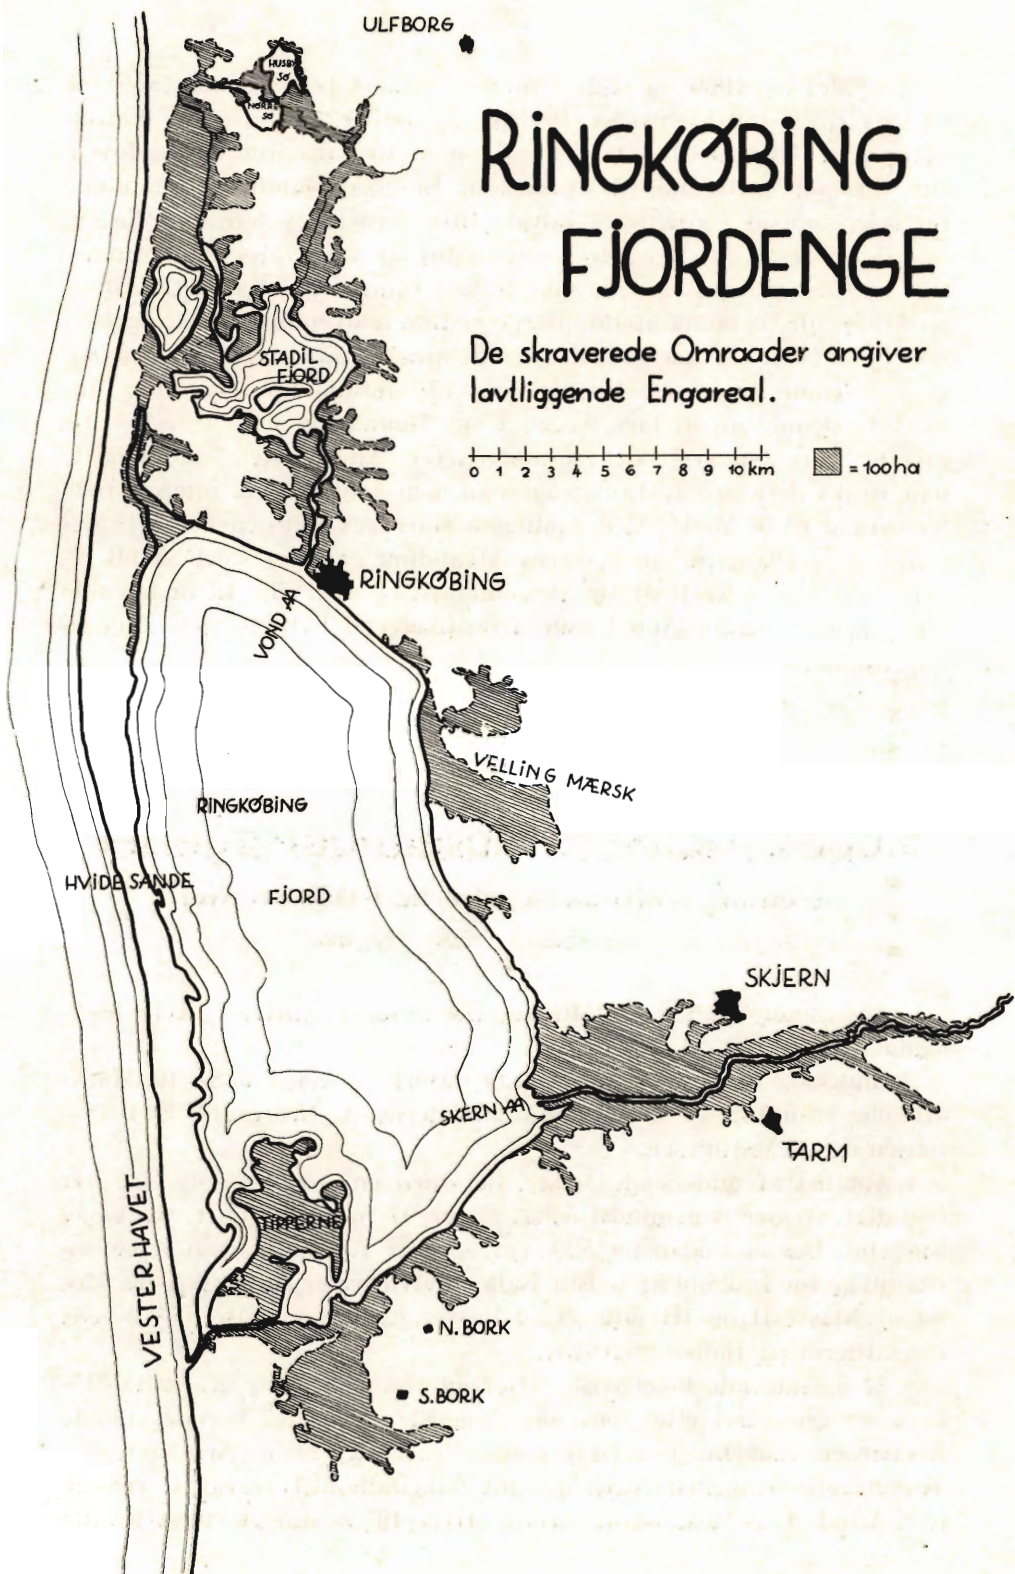 ULFBORG
HUSBY
SØ
NØRRE
SØ
RINGKØBING
FJORDENGE
De skraverede Omraader angiver
lavtliggende Engareal.
0 1 2 3 4 5 6 7 8 9 10 km
= 100 ha
STADIL
FJORD
RINGKØBING
VOND AA
VELLING MÆRSK
RINGKØBING
HVIDE SANDE
FJORD
SKJERN
SKERN AA
TARM
TIPPERNE
VESTERHAVET
N. BORK
S. BORK